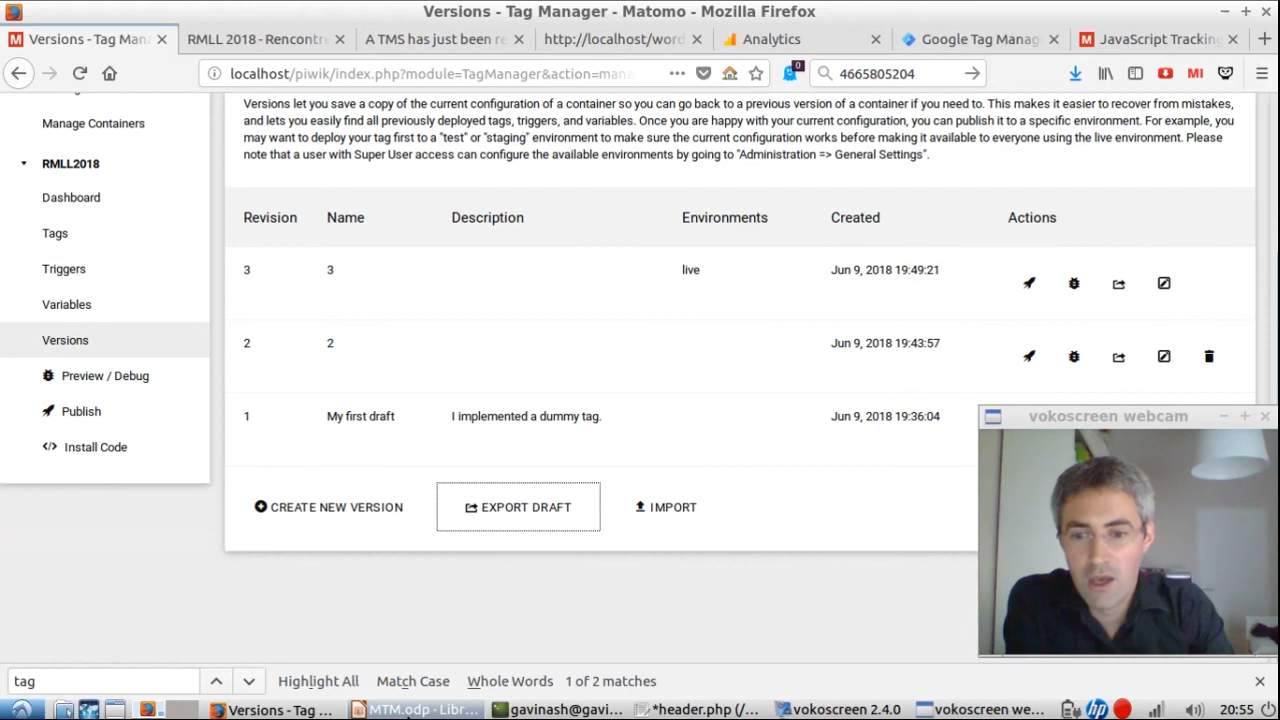 Versions - Tag Manager - Matomo - Mozilla Firefox
Versions - Tag Man
RMLL 2018 - Rencontre
A TMS has just been re
http://localhost/word
Analytics
Google Tag Manag
JavaScript Tracking
localhost/piwik/index.php?module=TagManager&action=mana
0
4665805204
MI
Versions let you save a copy of the current configuration of a container so you can go back to a previous version of a container if you need to. This makes it easier to recover from mistakes,
Manage Containers
and lets you easily find all previously deployed tags, triggers, and variables. Once you are happy with your current configuration, you can publish it to a specific environment. For example, you
may want to deploy your tag first to a "test" or "staging" environment to make sure the current configuration works before making it available to everyone using the live environment. Please
note that a user with Super User access can configure the available environments by going to "Administration => General Settings".
RMLL2018
Dashboard
Tags
Triggers
Variables
Versions
Preview / Debug
Publish
Install Code
Revision Name Description Environments Created Actions
3 3 live Jun 9, 2018 19:49:21
2 2 Jun 9, 2018 19:43:57
1 My first draft I implemented a dummy tag. Jun 9, 2018 19:36:04
CREATE NEW VERSION EXPORT DRAFT IMPORT
vokoscreen webcam
tag Highlight All Match Case Whole Words 1 of 2 matches
Versions - Tag ... MTM.odp - Libr... gavinash@gavi... *header.php (/... vokoscreen 2.4.0 vokoscreen we... 20:55